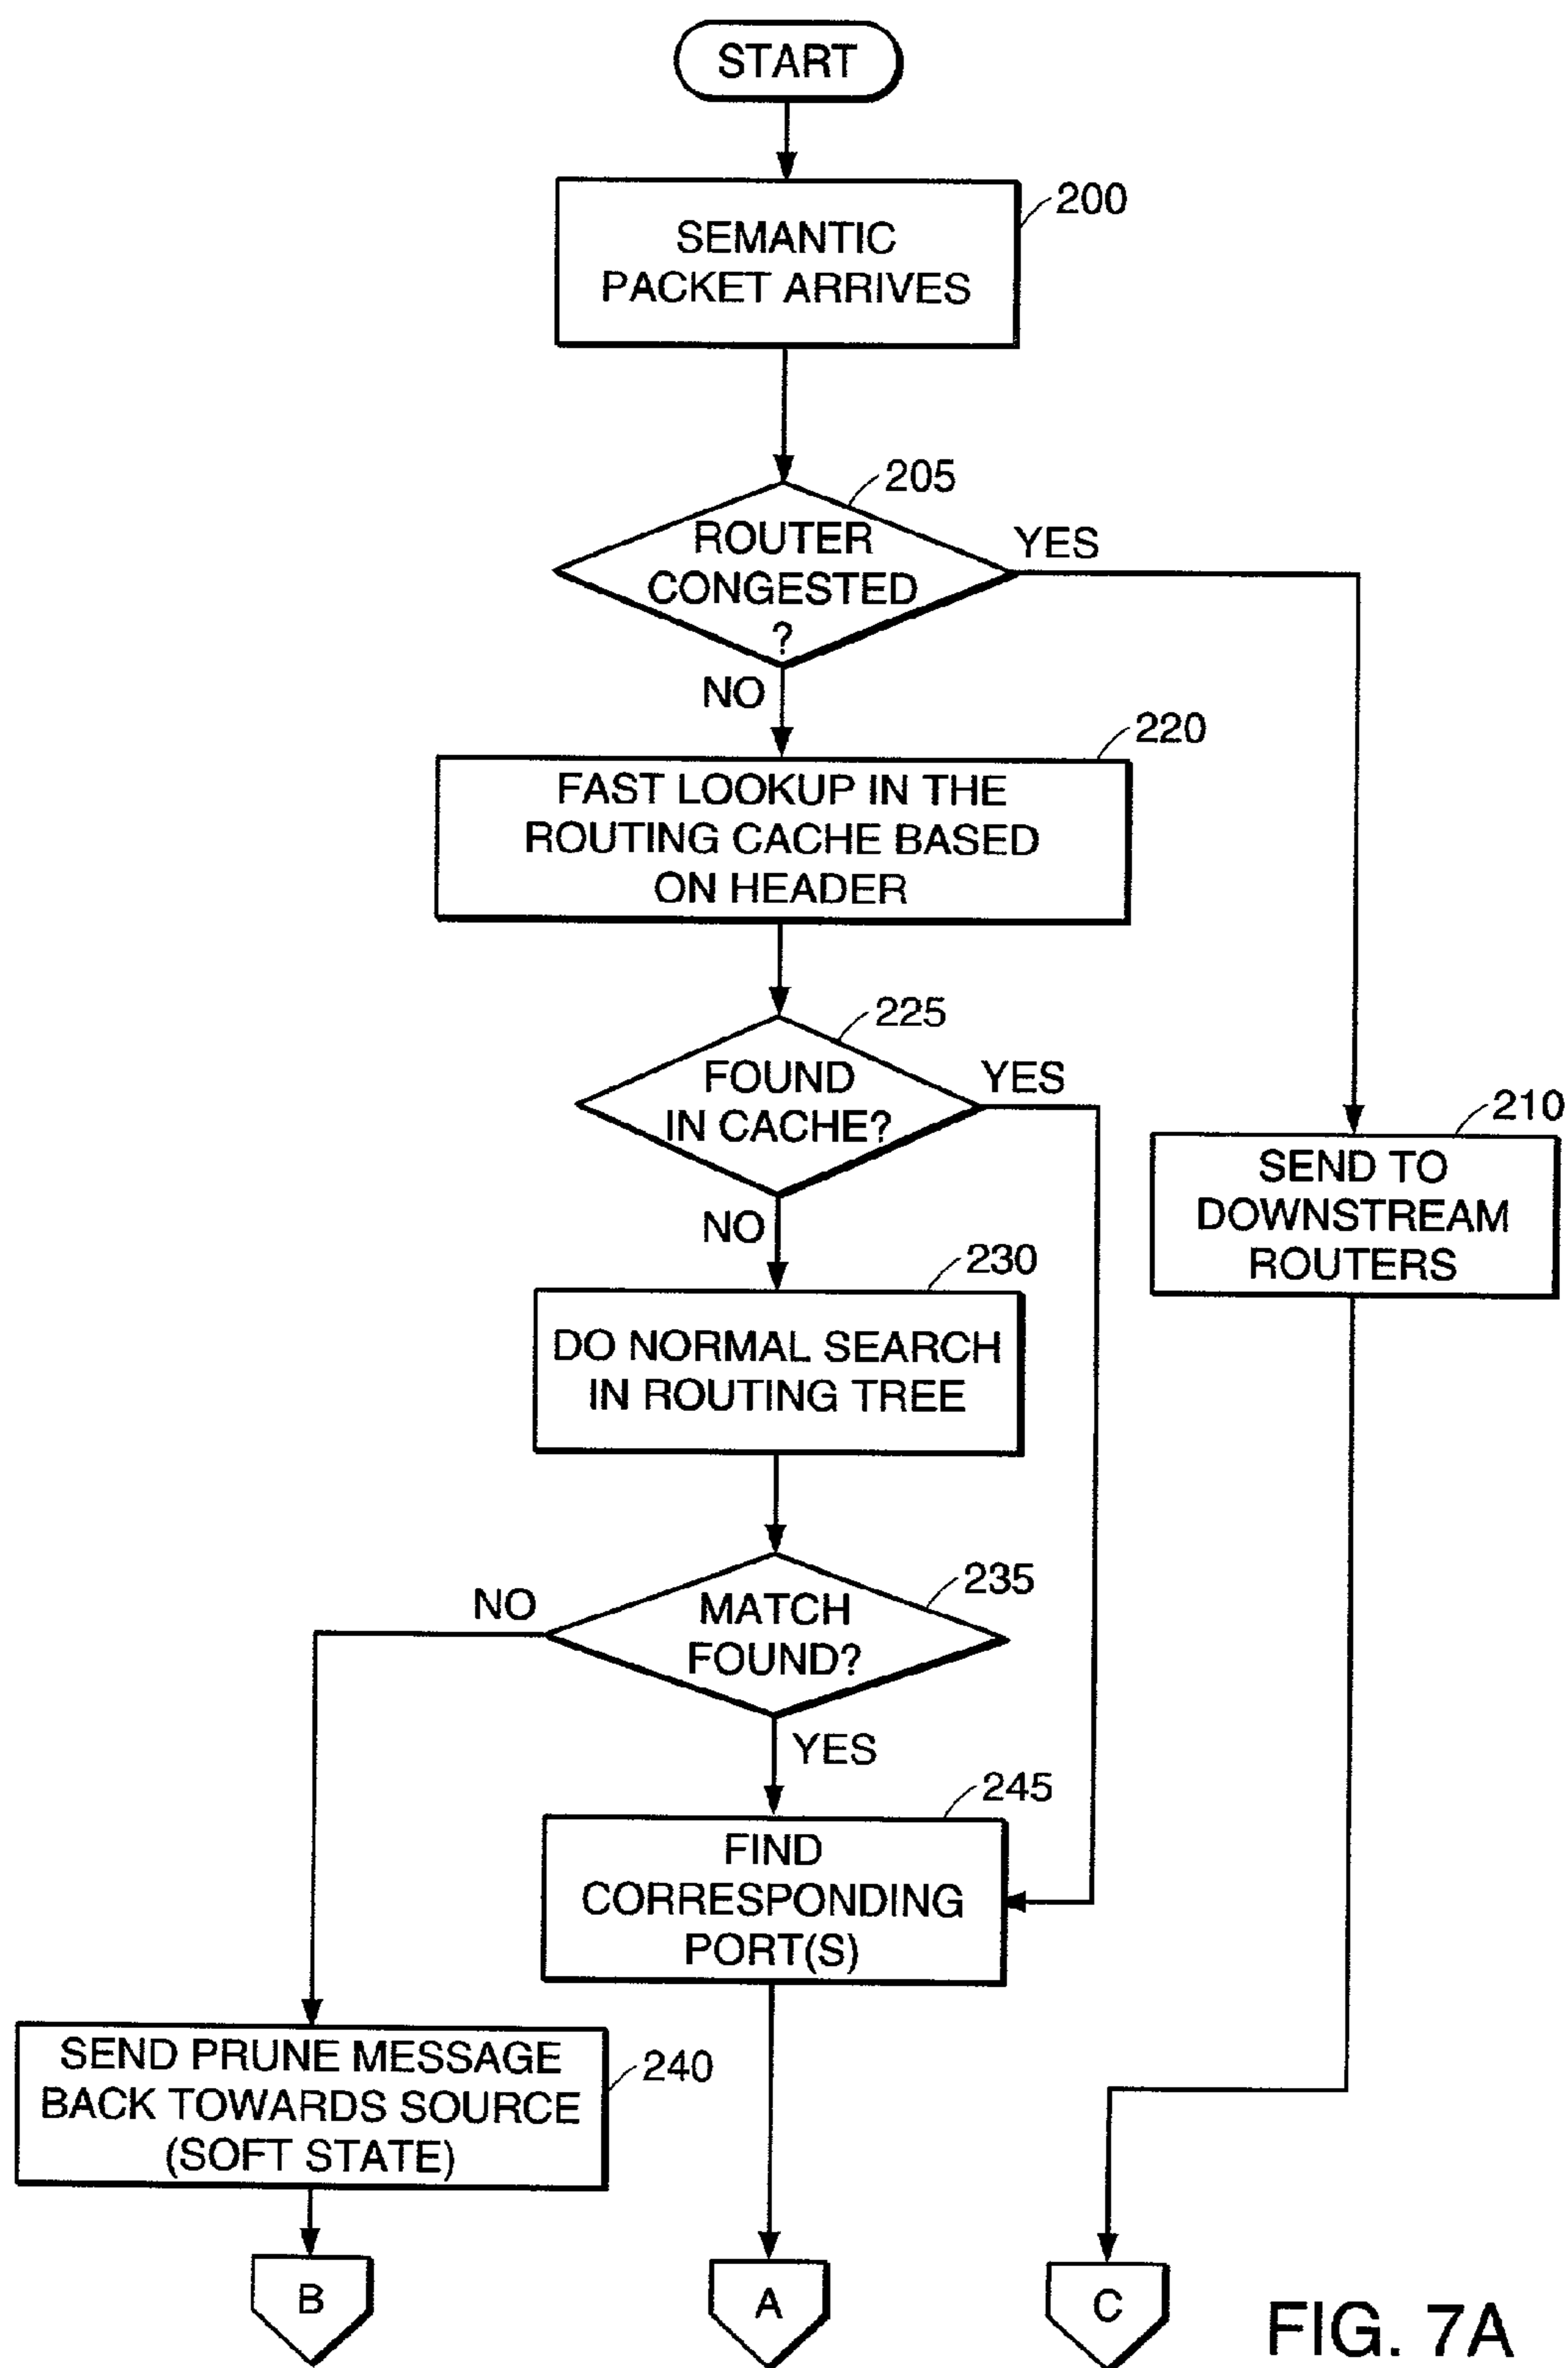 START
200
SEMANTIC
PACKET ARRIVES
205
ROUTER
CONGESTED
?
YES
NO
220
FAST LOOKUP IN THE
ROUTING CACHE BASED
ON HEADER
225
FOUND
IN CACHE?
YES
NO
210
SEND TO
DOWNSTREAM
ROUTERS
230
DO NORMAL SEARCH
IN ROUTING TREE
235
MATCH
FOUND?
NO
YES
245
FIND
CORRESPONDING
PORT(S)
SEND PRUNE MESSAGE
BACK TOWARDS SOURCE
(SOFT STATE)
240
B
A
C
FIG. 7A